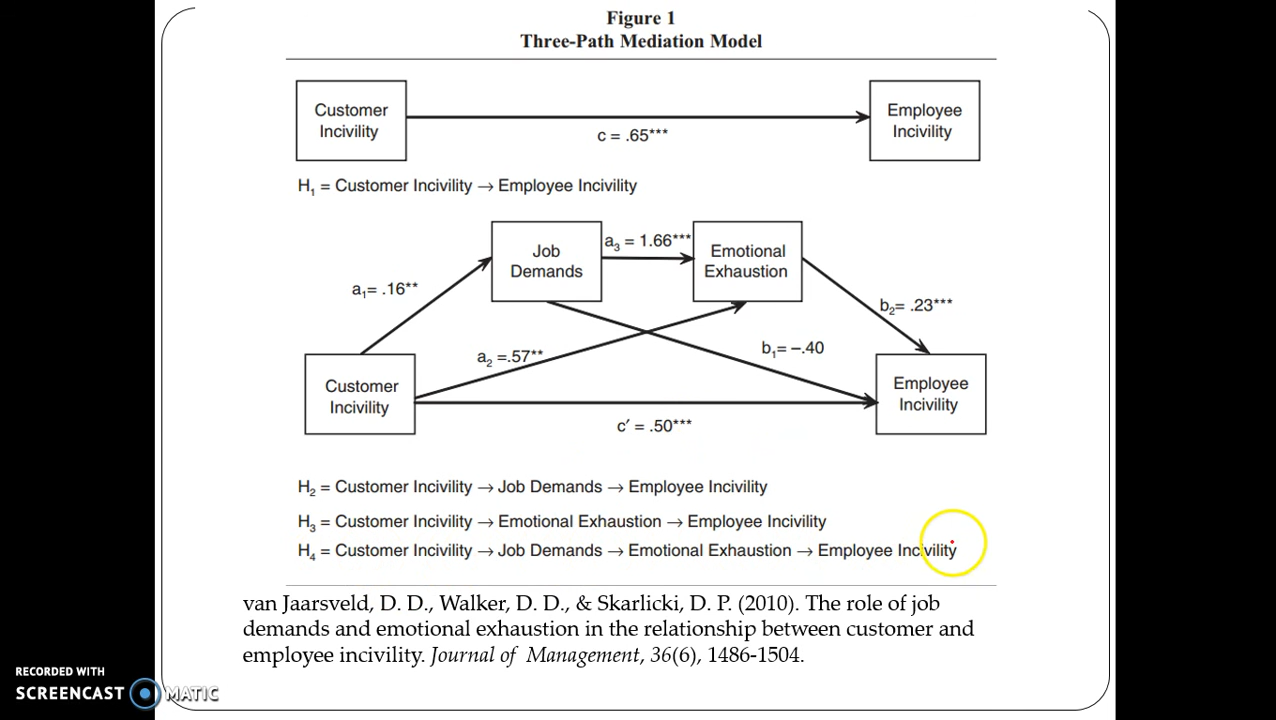 Figure 1
Three-Path Mediation Model
Customer
Incivility
Employee
Incivility
c = .65***
H₁ = Customer Incivility → Employee Incivility
Job
Demands
a₃ = 1.66***
Emotional
Exhaustion
a₁= .16**
b₂= .23***
a₂ =.57**
b₁= –.40
Customer
Incivility
Employee
Incivility
c′ = .50***
H₂ = Customer Incivility → Job Demands → Employee Incivility
H₃ = Customer Incivility → Emotional Exhaustion → Employee Incivility
H₄ = Customer Incivility → Job Demands → Emotional Exhaustion → Employee Incivility
van Jaarsveld, D. D., Walker, D. D., & Skarlicki, D. P. (2010). The role of job
demands and emotional exhaustion in the relationship between customer and
employee incivility. Journal of Management, 36(6), 1486-1504.
RECORDED WITH
SCREENCAST MATIC